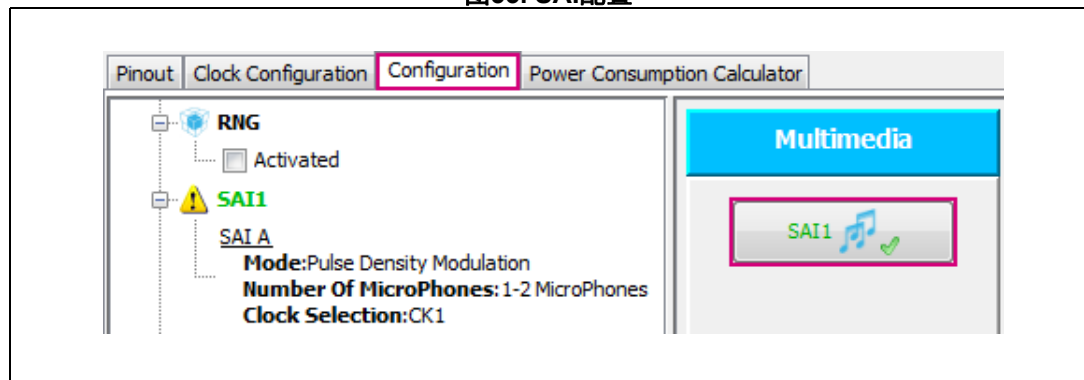 Pinout Clock Configuration Configuration Power Consumption Calculator
RNG
Activated
SAI1
SAI A
Mode:Pulse Density Modulation
Number Of MicroPhones:1-2 MicroPhones
Clock Selection:CK1
Multimedia
SAI1